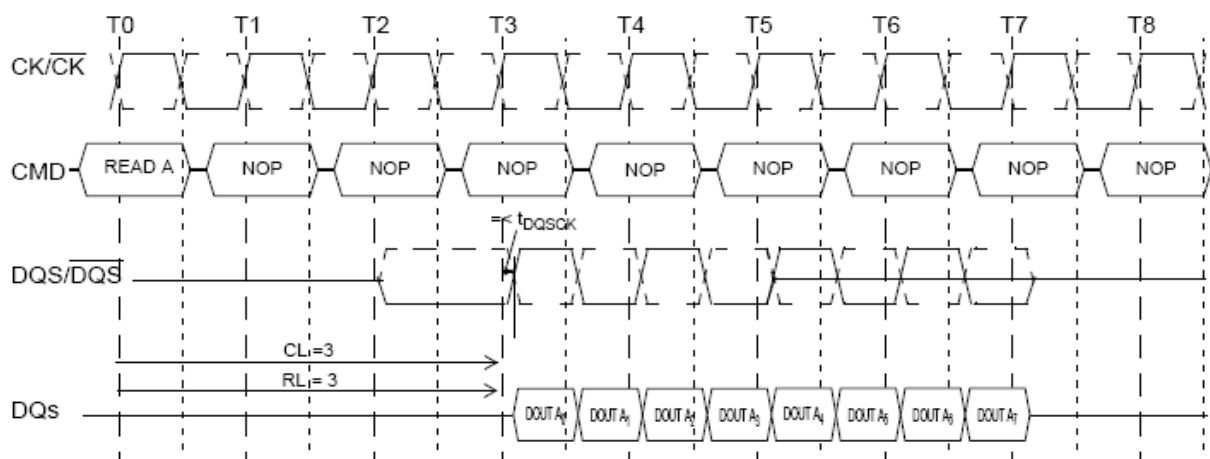 T0 T1 T2 T3 T4 T5 T6 T7 T8
CK/CK
CMD READ A NOP NOP NOP NOP NOP NOP NOP NOP
=< tDQSCK
DQS/DQS
CL =3
RL = 3
DQs DOUT A0 DOUT A1 DOUT A2 DOUT A3 DOUT A4 DOUT A5 DOUT A6 DOUT A7